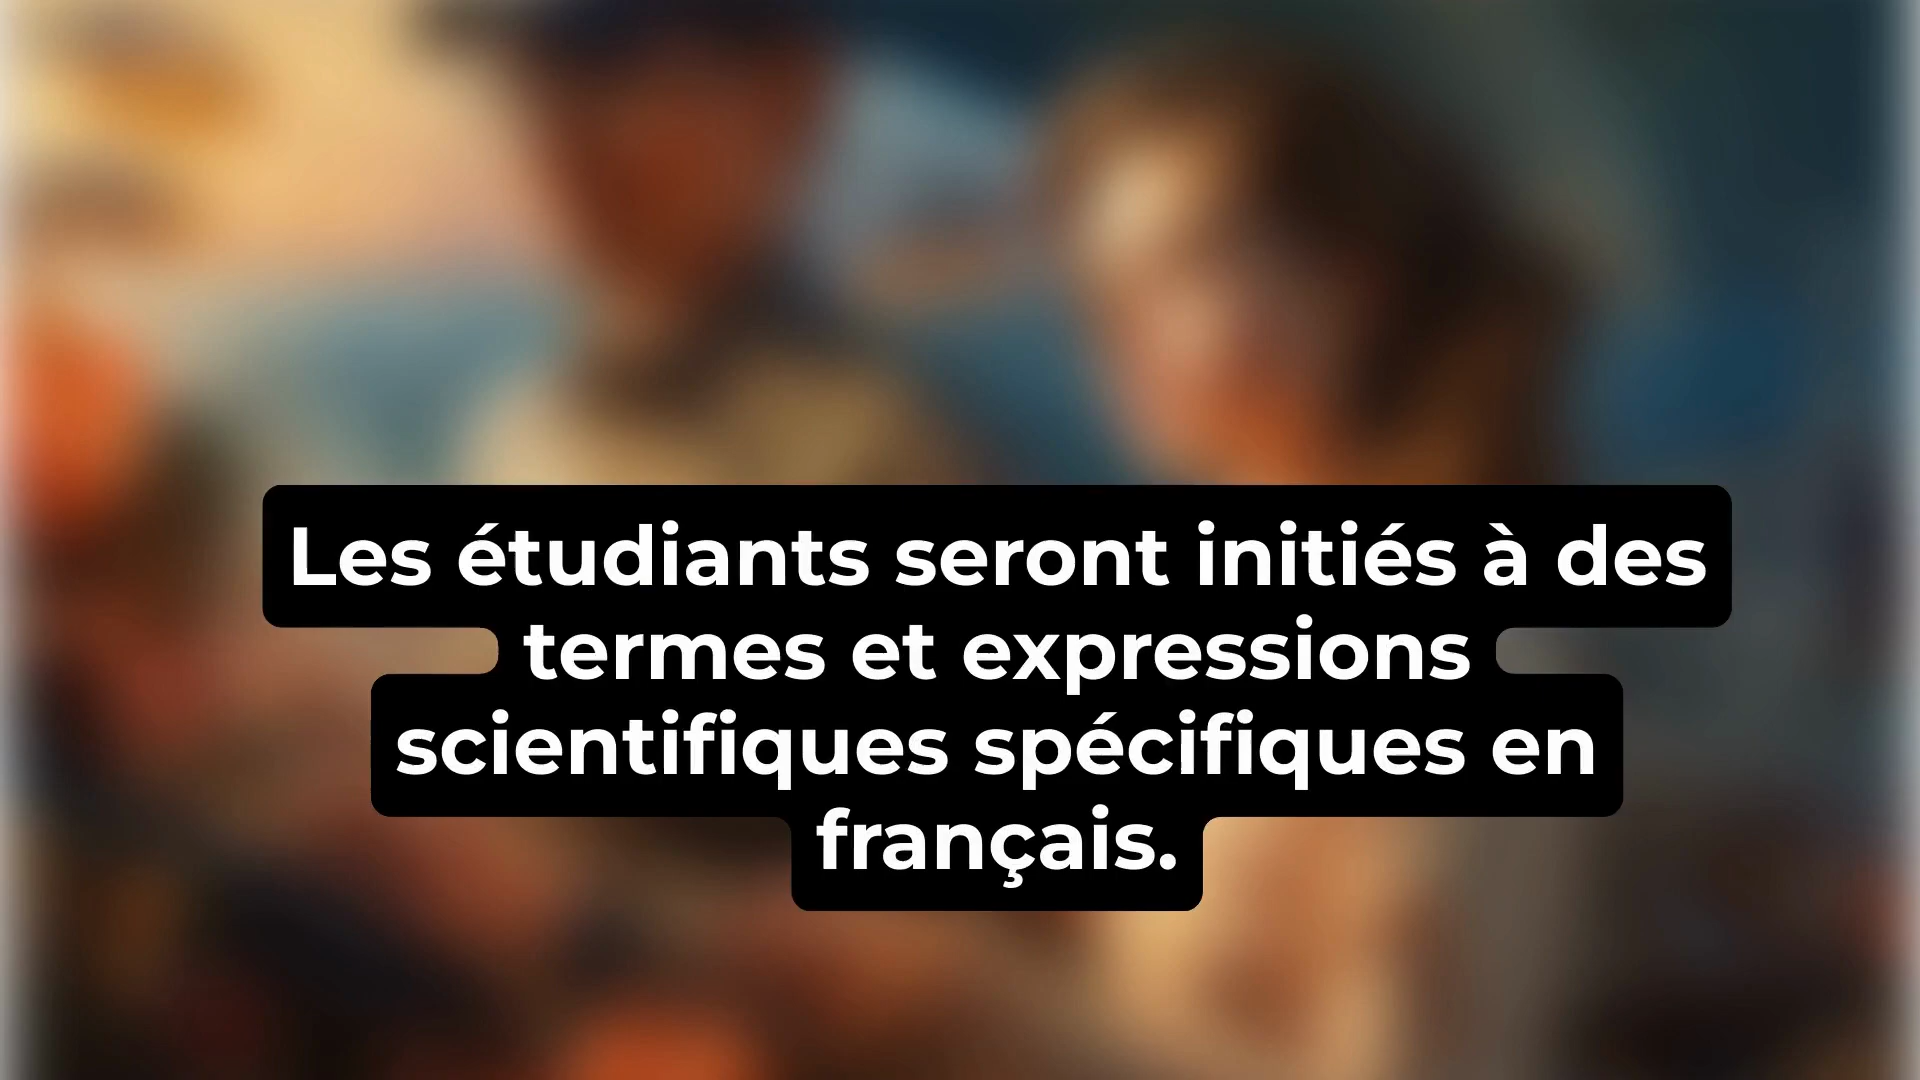 Les étudiants seront initiés à des
termes et expressions
scientifiques spécifiques en
français.